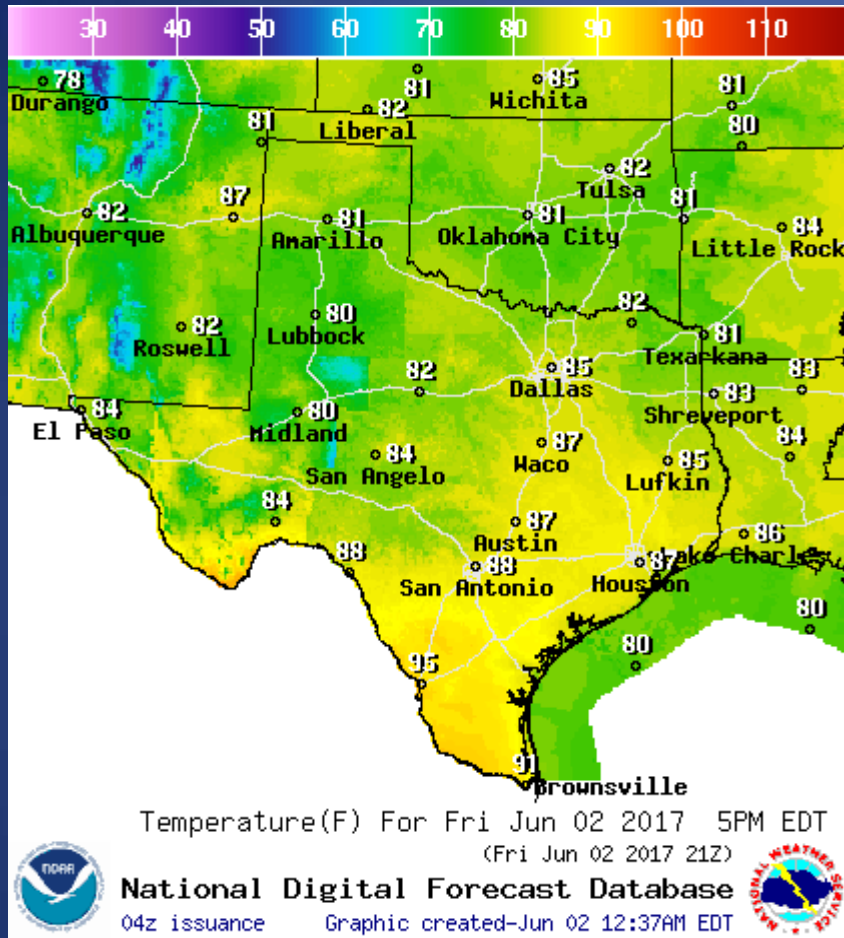 30 40 50 60 70 80 90 100 110
78
Durango
81
85
Wichita
81
82
Liberal
81
80
82
Tulsa
82
Albuquerque
87
81
Amarillo
81
Oklahoma City
81
84
Little Rock
82
Roswell
80
Lubbock
82
81
Texarkana
85
Dallas
82
83
Shreveport
83
84
El Paso
80
Midland
84
San Angelo
87
Waco
85
Lufkin
84
84
87
Austin
86
Lake Charles
88
88
San Antonio
87
Houston
80
80
95
91
Brownsville
Temperature(F) For Fri Jun 02 2017 5PM EDT
(Fri Jun 02 2017 21Z)
NOAA
National Digital Forecast Database
04z issuance Graphic created-Jun 02 12:37AM EDT
NATIONAL WEATHER SERVICE